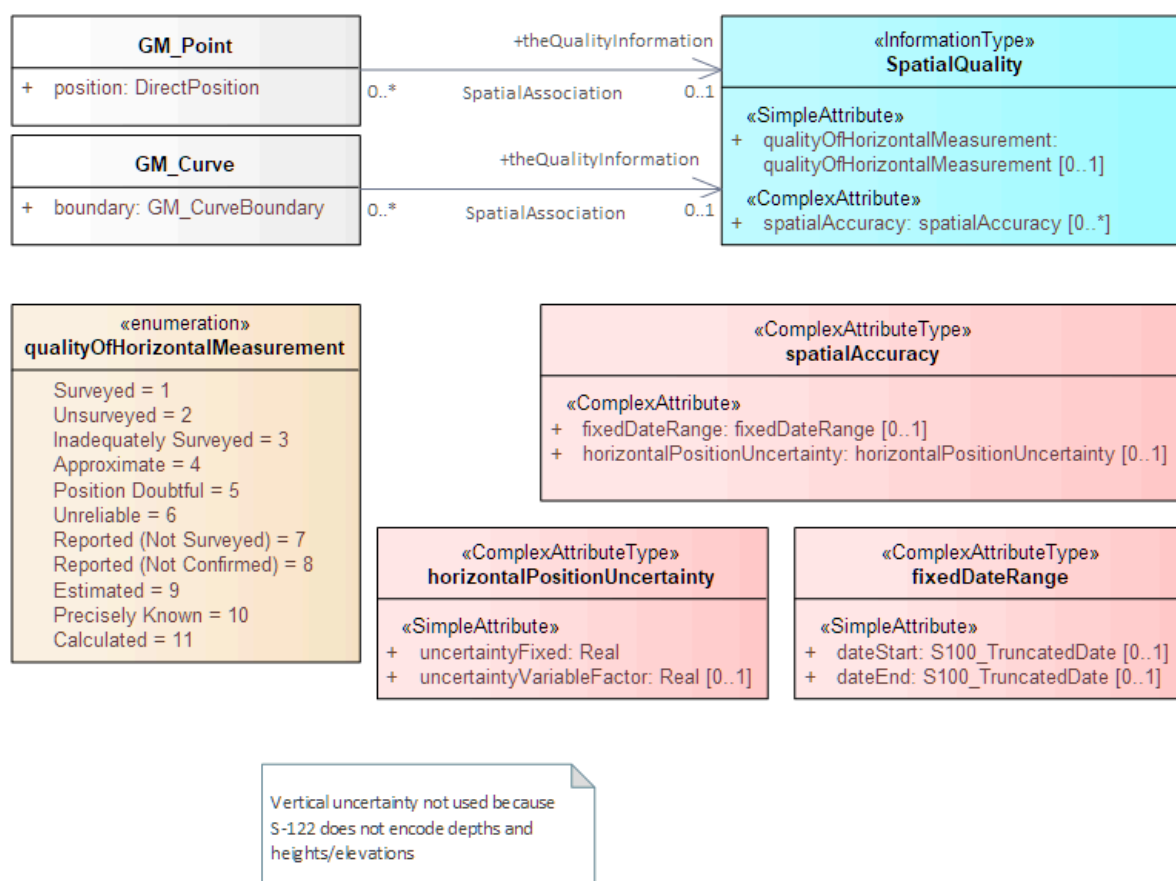 GM_Point
+ position: DirectPosition
+theQualityInformation
0..* SpatialAssociation 0..1
«InformationType»
SpatialQuality
«SimpleAttribute»
+ qualityOfHorizontalMeasurement:
qualityOfHorizontalMeasurement [0..1]
«ComplexAttribute»
+ spatialAccuracy: spatialAccuracy [0..*]
GM_Curve
+ boundary: GM_CurveBoundary
+theQualityInformation
0..* SpatialAssociation 0..1
«enumeration»
qualityOfHorizontalMeasurement
Surveyed = 1
Unsurveyed = 2
Inadequately Surveyed = 3
Approximate = 4
Position Doubtful = 5
Unreliable = 6
Reported (Not Surveyed) = 7
Reported (Not Confirmed) = 8
Estimated = 9
Precisely Known = 10
Calculated = 11
«ComplexAttributeType»
spatialAccuracy
«ComplexAttribute»
+ fixedDateRange: fixedDateRange [0..1]
+ horizontalPositionUncertainty: horizontalPositionUncertainty [0..1]
«ComplexAttributeType»
horizontalPositionUncertainty
«SimpleAttribute»
+ uncertaintyFixed: Real
+ uncertaintyVariableFactor: Real [0..1]
«ComplexAttributeType»
fixedDateRange
«SimpleAttribute»
+ dateStart: S100_TruncatedDate [0..1]
+ dateEnd: S100_TruncatedDate [0..1]
Vertical uncertainty not used because
S-122 does not encode depths and
heights/elevations